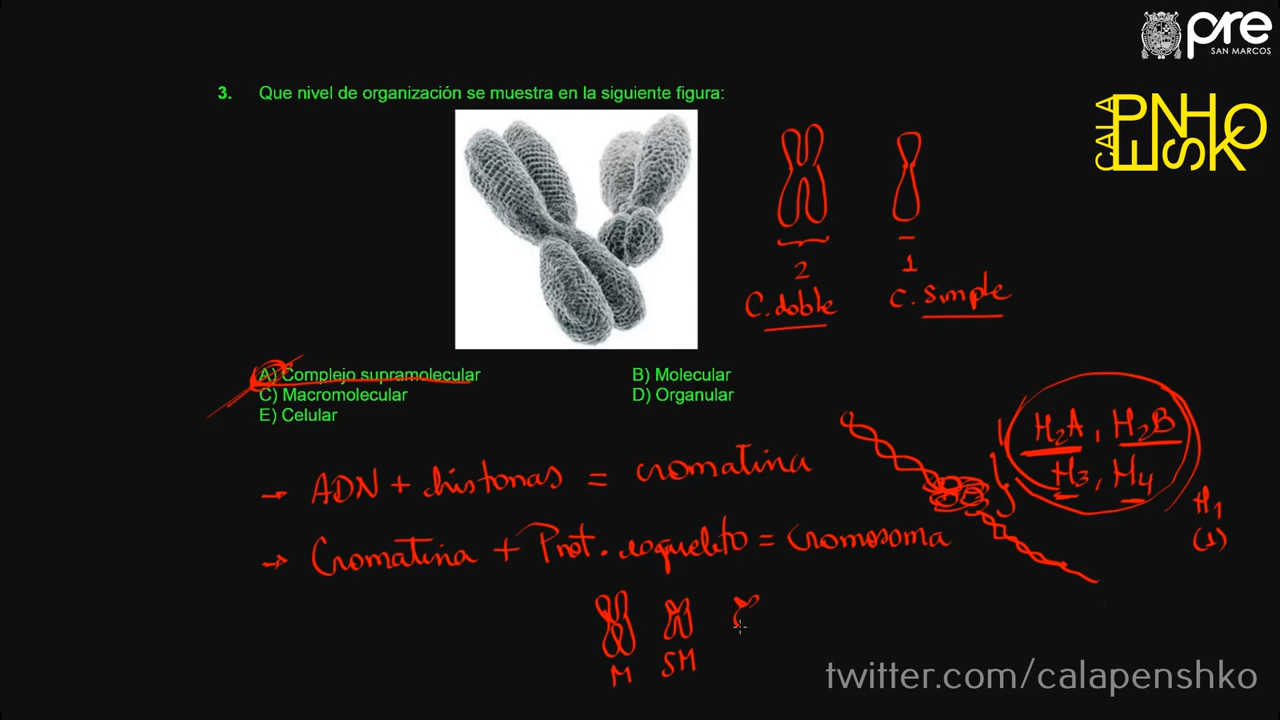 pre
SAN MARCOS
CALA
PENSHKO
3. Que nivel de organización se muestra en la siguiente figura:
2
1
C. doble
C. Simple
A) Complejo supramolecular
B) Molecular
C) Macromolecular
D) Organular
E) Celular
H2A, H2B
H3, H4
H1
(1)
→ ADN + histonas = cromatina
→ Cromatina + Prot. esqueleto = Cromosoma
M
SM
twitter.com/calapenshko